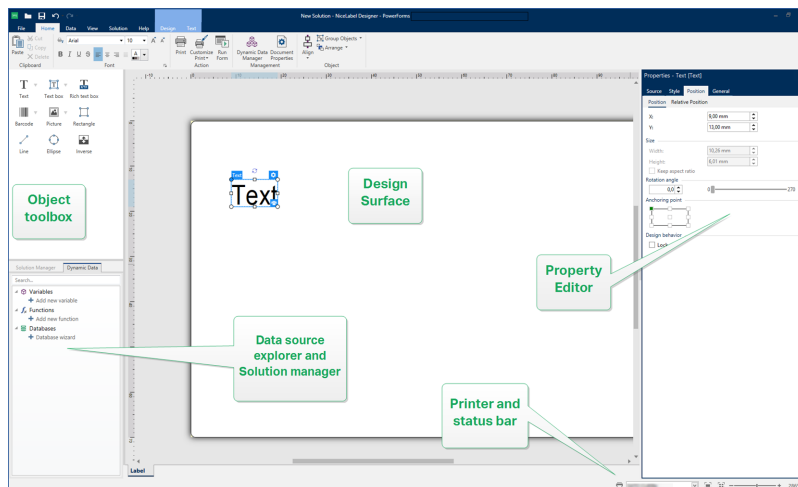 New Solution - NiceLabel Designer - PowerForms
File Home Data View Solution Help Design Text
Paste
Cut
Copy
Delete
Clipboard
Arial 10
B I U S
Font
Print
Customize Print
Run Form
Action
Dynamic Data Manager
Document Properties
Management
Align
Group Objects
Arrange
Object
Text Text box Rich text box
Barcode Picture Rectangle
Line Ellipse Inverse
Object
toolbox
Solution Manager Dynamic Data
Search...
Variables
Add new variable
Functions
Add new function
Databases
Database wizard
Text
Text
Design
Surface
Data source
explorer and
Solution manager
Property
Editor
Printer and
status bar
Label
Properties - Text [Text]
Source Style Position General
Position Relative Position
X: 9,00 mm
Y: 13,00 mm
Size
Width: 10,26 mm
Height: 6,01 mm
Keep aspect ratio
Rotation angle
0,0 0 270
Anchoring point
Design behavior